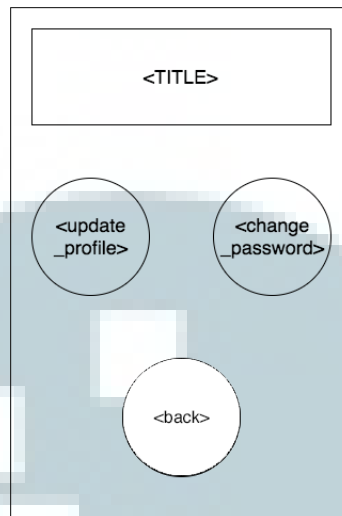 <TITLE>
<update
_profile>
<change
_password>
<back>